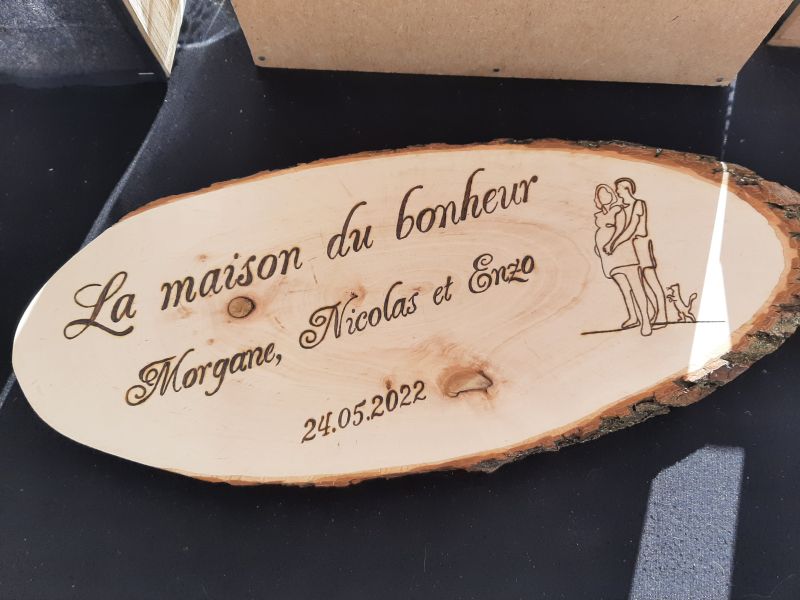 La maison du bonheur
Morgane, Nicolas et Enzo
24.05.2022